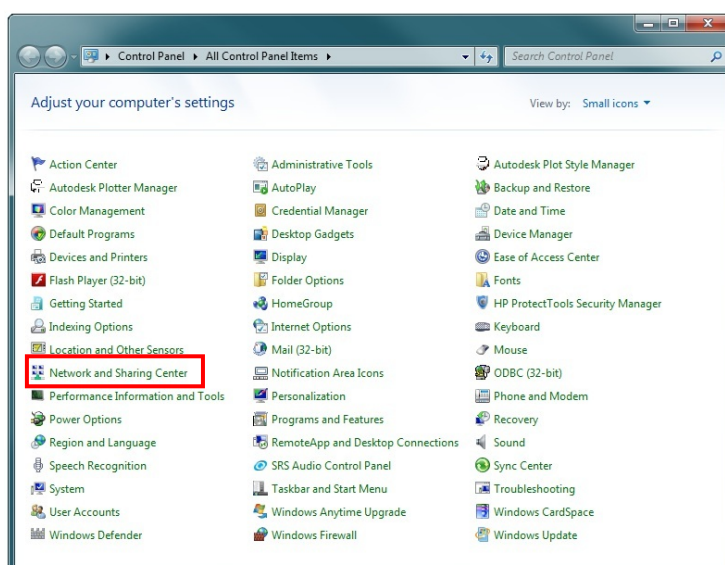 Control Panel All Control Panel Items Search Control Panel
Adjust your computer's settings View by: Small icons
Action Center Administrative Tools Autodesk Plot Style Manager
Autodesk Plotter Manager AutoPlay Backup and Restore
Color Management Credential Manager Date and Time
Default Programs Desktop Gadgets Device Manager
Devices and Printers Display Ease of Access Center
Flash Player (32-bit) Folder Options Fonts
Getting Started HomeGroup HP ProtectTools Security Manager
Indexing Options Internet Options Keyboard
Location and Other Sensors Mail (32-bit) Mouse
Network and Sharing Center Notification Area Icons ODBC (32-bit)
Performance Information and Tools Personalization Phone and Modem
Power Options Programs and Features Recovery
Region and Language RemoteApp and Desktop Connections Sound
Speech Recognition SRS Audio Control Panel Sync Center
System Taskbar and Start Menu Troubleshooting
User Accounts Windows Anytime Upgrade Windows CardSpace
Windows Defender Windows Firewall Windows Update